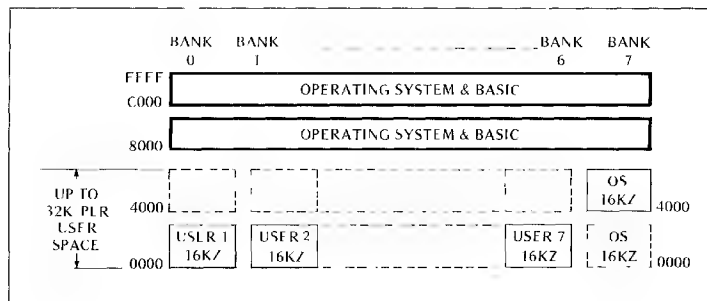 BANK BANK BANK BANK
0 1 6 7
FFFF
OPERATING SYSTEM & BASIC
C000
OPERATING SYSTEM & BASIC
8000
UP TO
32K PER
USER
SPACE
OS
16KZ
4000 4000
USER 1 USER 2 USER 7 OS
16KZ 16KZ 16KZ 16KZ
0000 0000